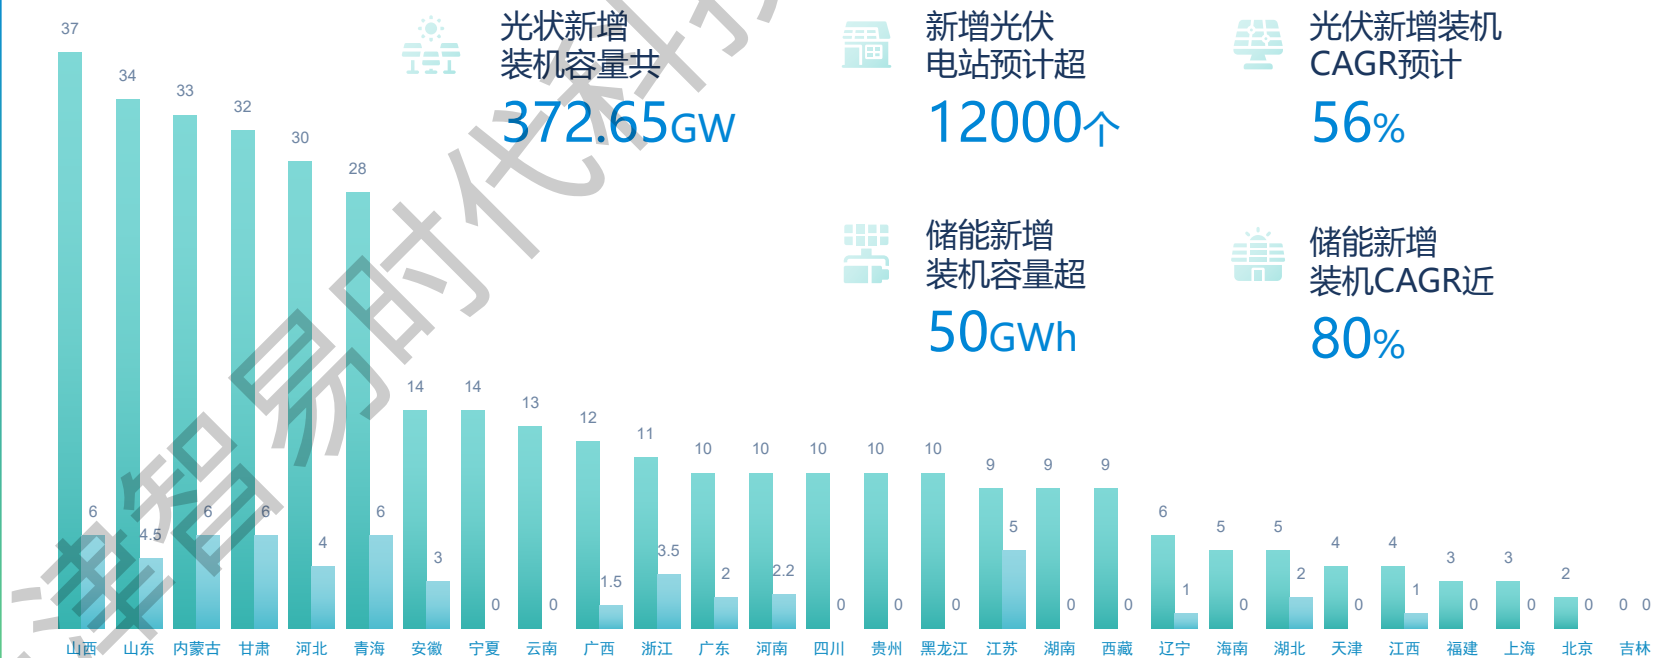 光状新增
装机容量共
372.65GW
新增光伏
电站预计超
12000个
光伏新增装机
CAGR预计
56%
储能新增
装机容量超
50GWh
储能新增
装机CAGR近
80%
37
34
33
32
30
28
14 14
13
12
11
10 10 10 10 10
9 9 9
6
5 5
4 4
3 3
2
0 0
6 4.5 6 6 4 6 3 0 0 1.5 3.5 2 2.2 0 0 0 5 0 0 1 0 2 0 1 0 0 0
山西 山东 内蒙古 甘肃 河北 青海 安徽 宁夏 云南 广西 浙江 广东 河南 四川 贵州 黑龙江 江苏 湖南 西藏 辽宁 海南 湖北 天津 江西 福建 上海 北京 吉林
津智易时代科技